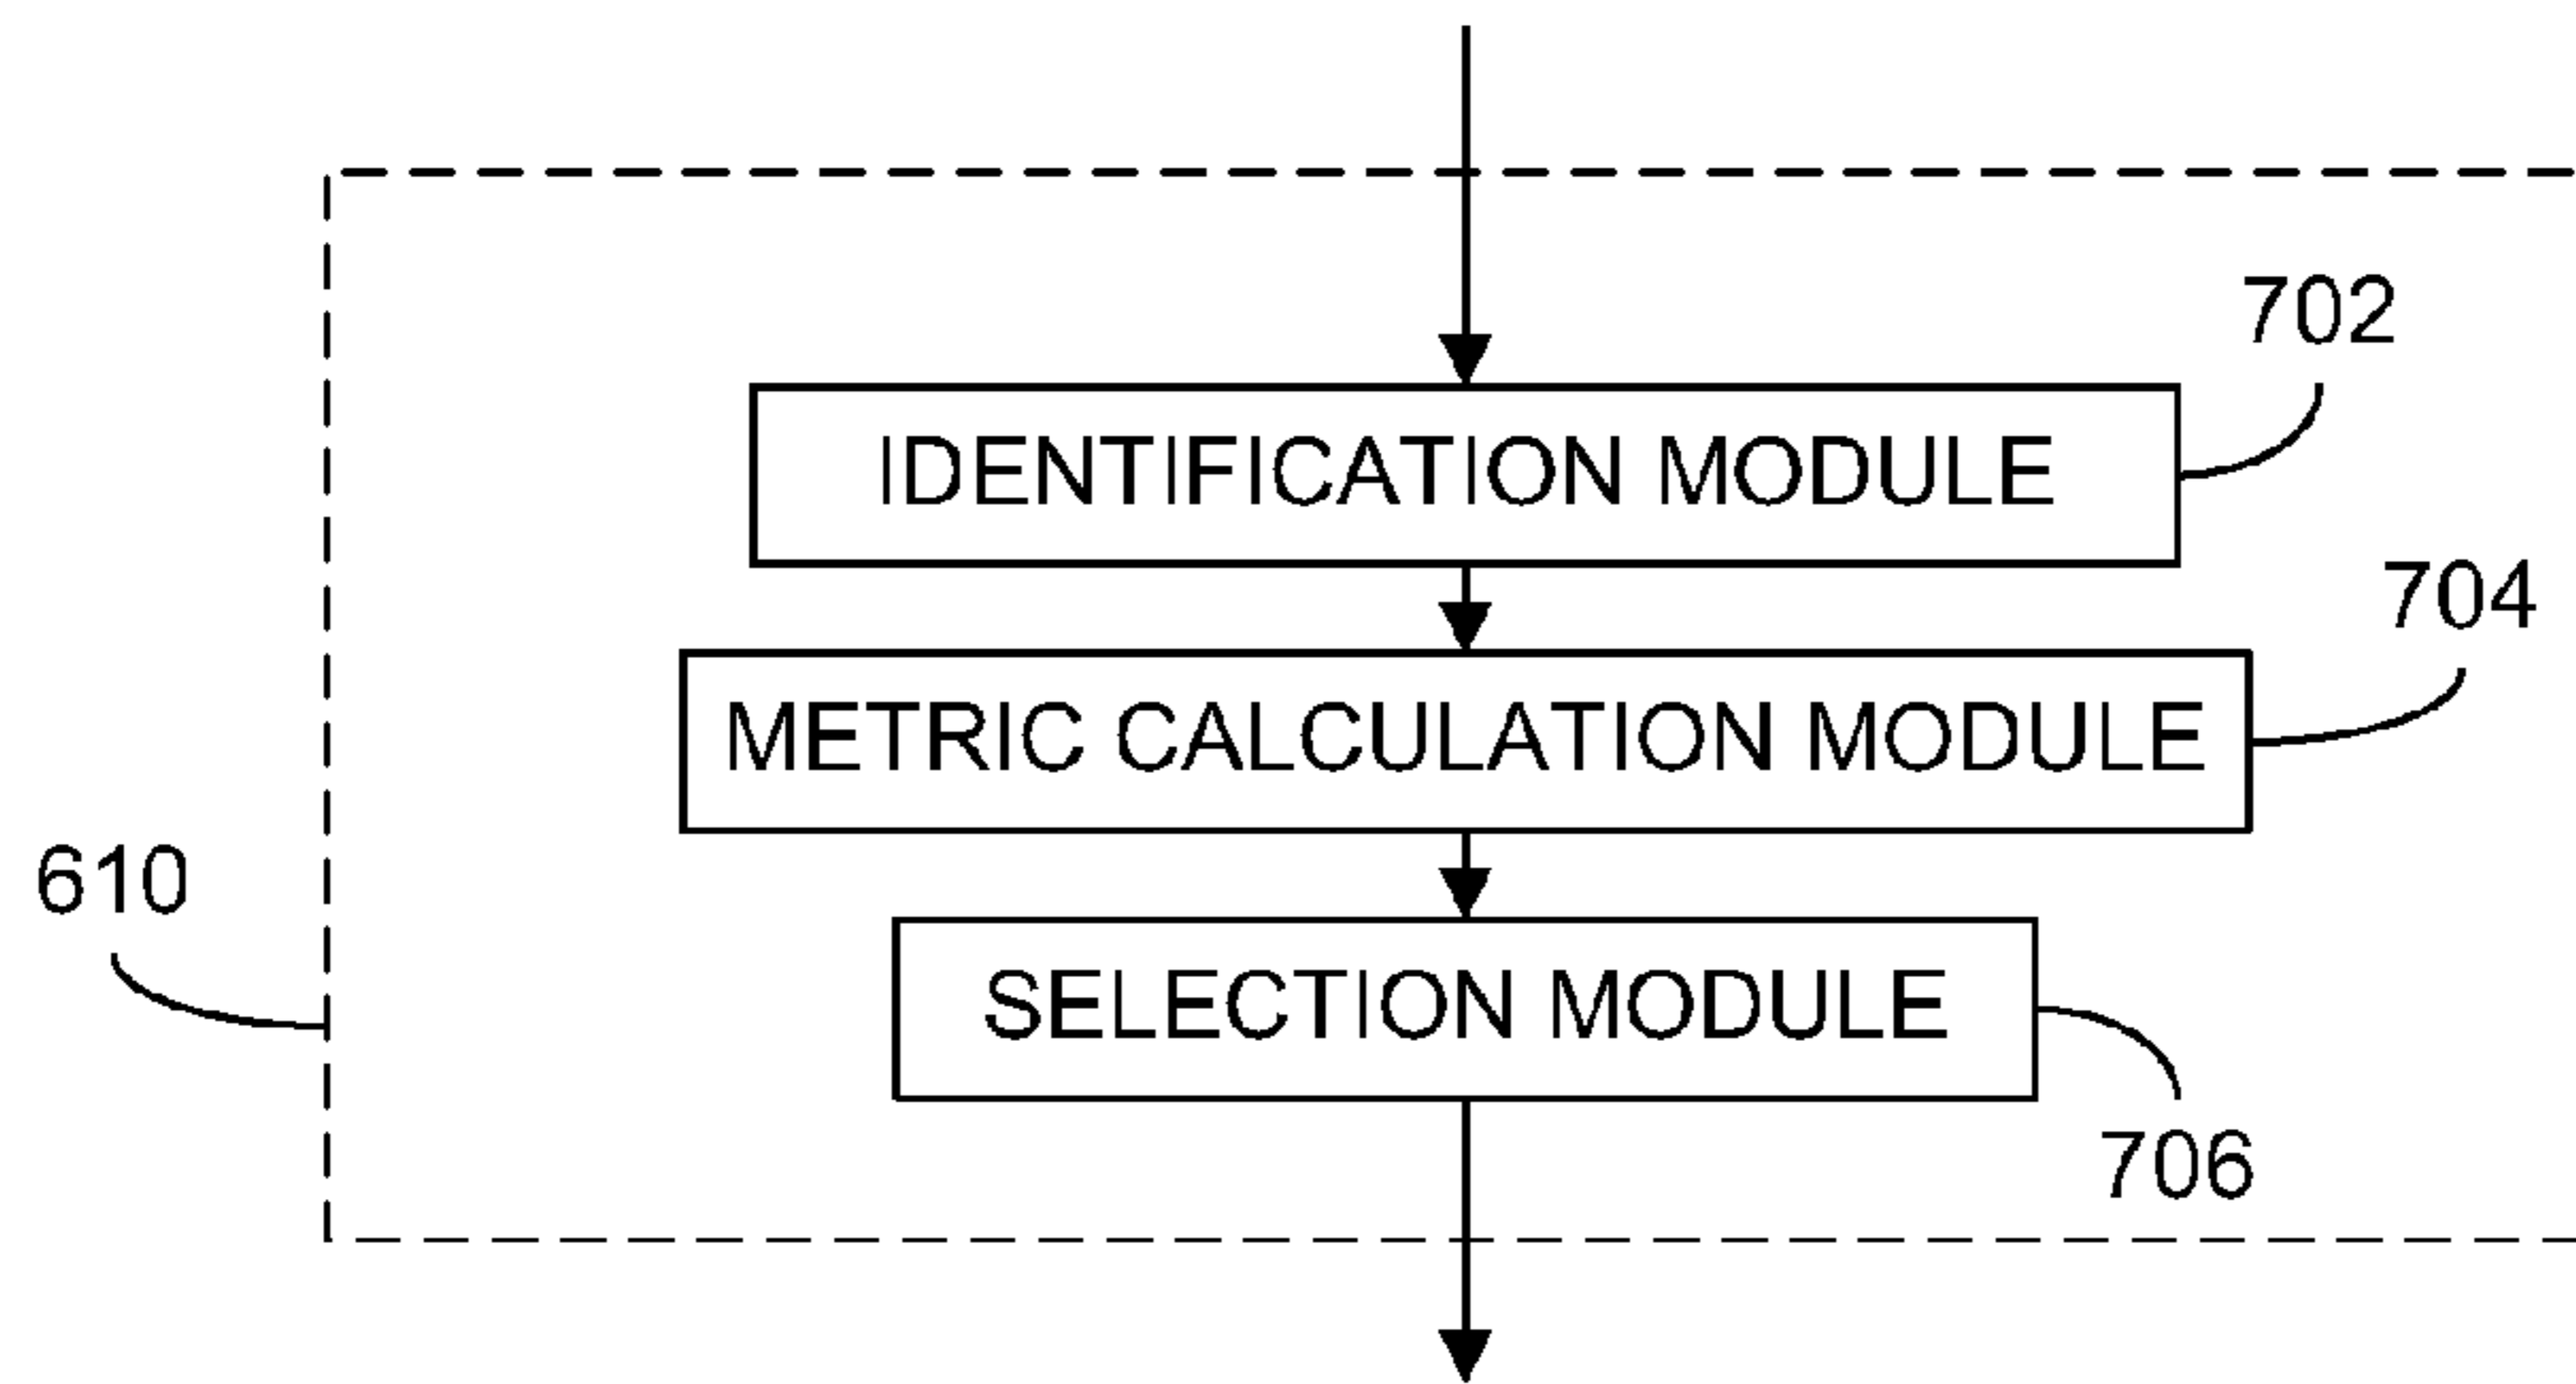 702
IDENTIFICATION MODULE
704
METRIC CALCULATION MODULE
610
SELECTION MODULE
706